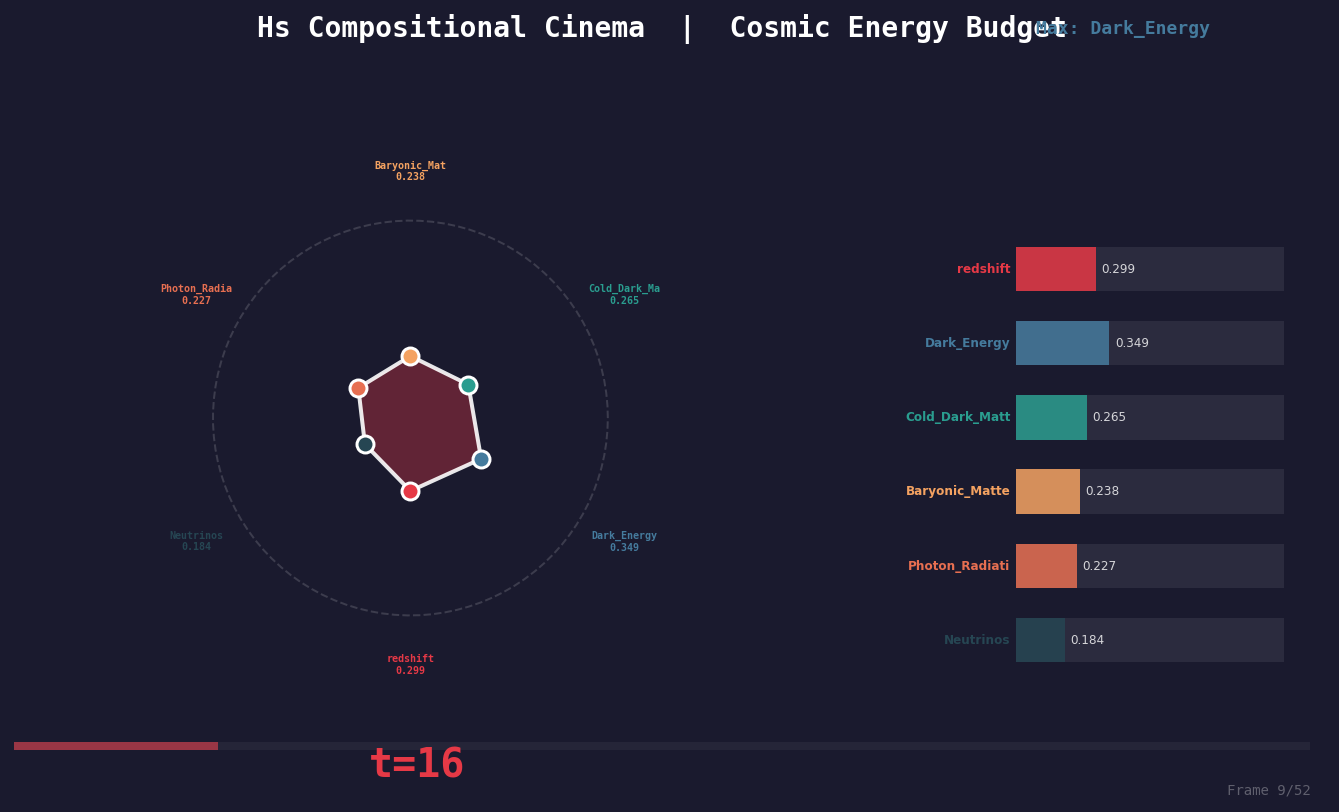 Hs Compositional Cinema | Cosmic Energy Budget
Max: Dark_Energy
Baryonic_Mat
0.238
Photon_Radia
0.227
Cold_Dark_Ma
0.265
Neutrinos
0.184
Dark_Energy
0.349
redshift
0.299
redshift 0.299
Dark_Energy 0.349
Cold_Dark_Matt 0.265
Baryonic_Matte 0.238
Photon_Radiati 0.227
Neutrinos 0.184
t=16
Frame 9/52